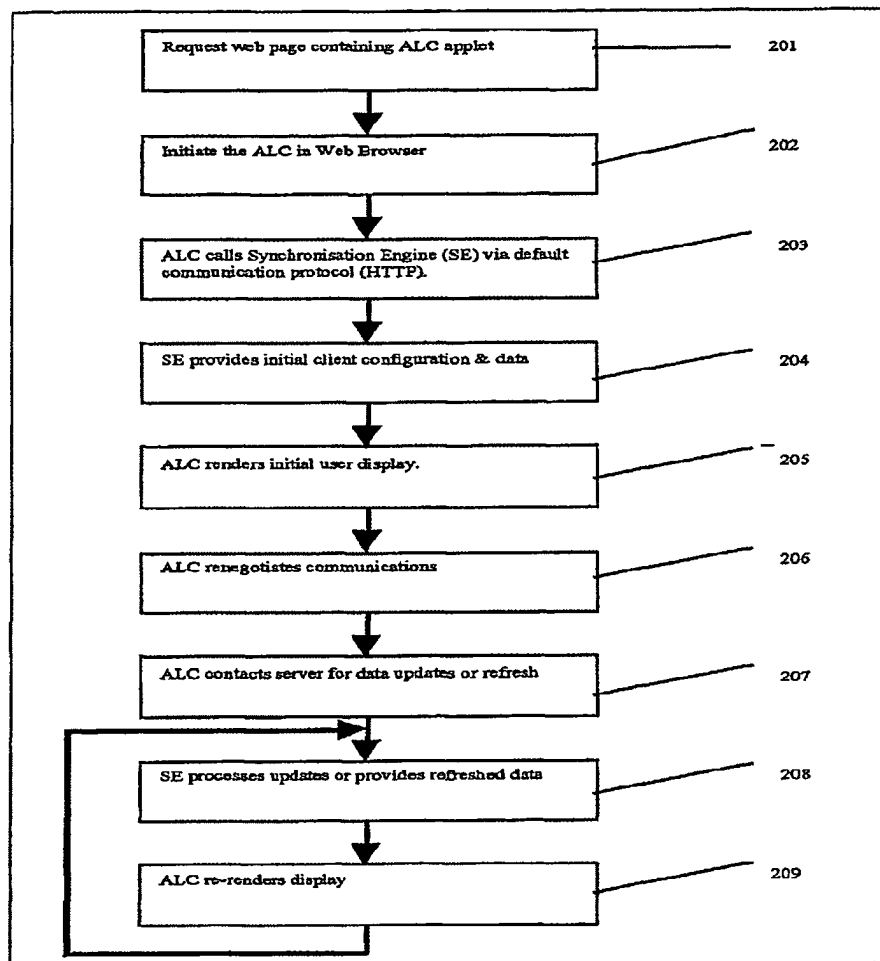 Request web page containing ALC applet
201
Initiate the ALC in Web Browser
202
ALC calls Synchronisation Engine (SE) via default
communication protocol (HTTP).
203
SE provides initial client configuration & data
204
ALC renders initial user display.
205
ALC renegotiates communications
206
ALC contacts server for data updates or refresh
207
SE processes updates or provides refreshed data
208
ALC re-renders display
209